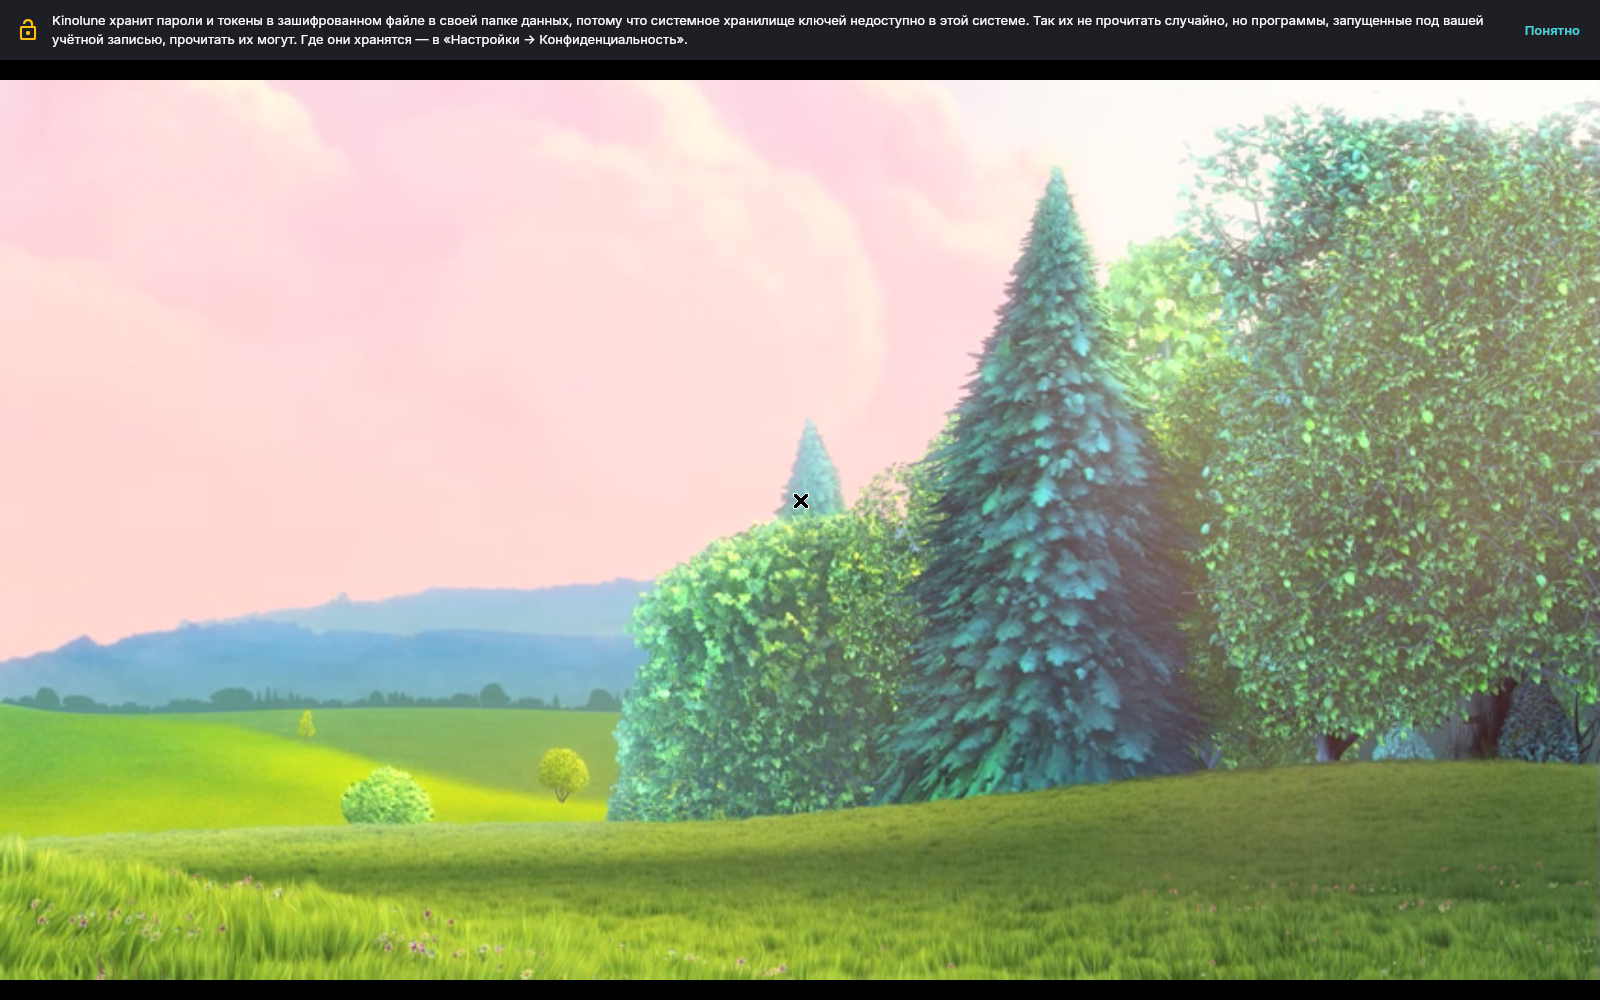 Kinolune хранит пароли и токены в зашифрованном файле в своей папке данных, потому что системное хранилище ключей недоступно в этой системе. Так их не прочитать случайно, но программы, запущенные под вашей
учётной записью, прочитать их могут. Где они хранятся — в «Настройки → Конфиденциальность».
Понятно